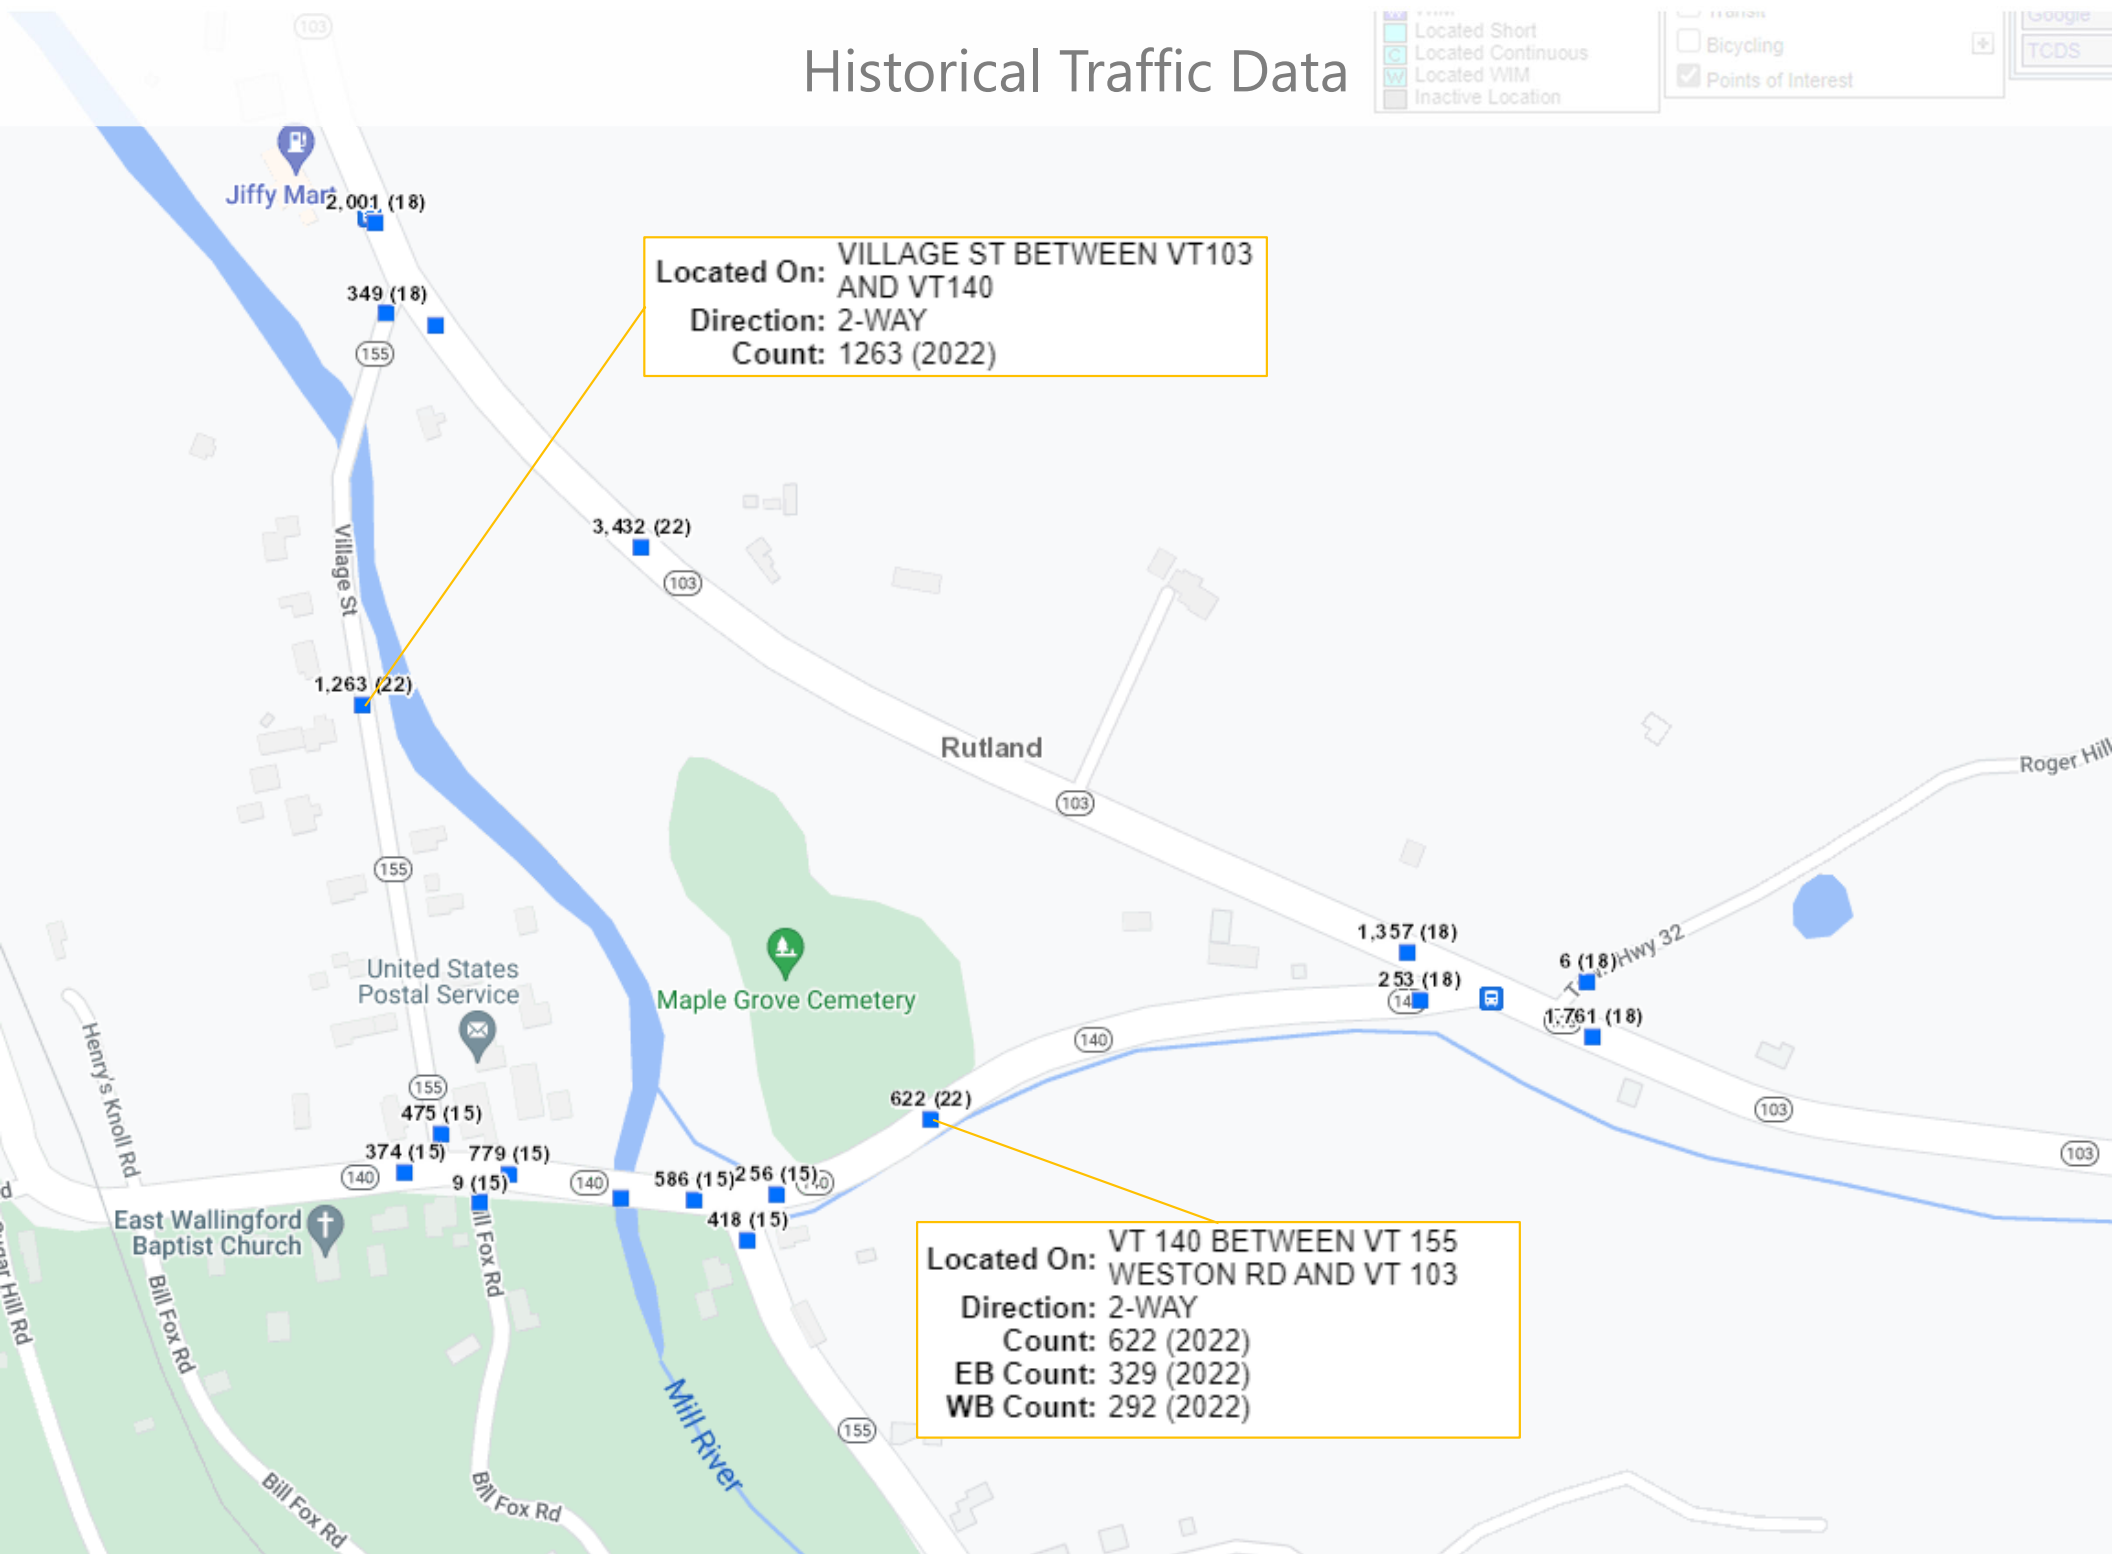 Historical Traffic Data
103
Located Short
Located Continuous
Located WIM
Inactive Location
Transit
Bicycling
Points of Interest
Google
TCDS
Jiffy Mart
2,001 (18)
349 (18)
155
Located On: VILLAGE ST BETWEEN VT103
AND VT140
Direction: 2-WAY
Count: 1263 (2022)
Village St
3,432 (22)
103
1,263 (22)
Rutland
103
Roger Hill
155
1,357 (18)
253 (18)
6 (18)
Hwy 32
1,761 (18)
United States
Postal Service
Maple Grove Cemetery
140
Henry's Knoll Rd
155
475 (15)
622 (22)
103
103
374 (15)
779 (15)
140
9 (15)
140
586 (15)
256 (15)
418 (15)
East Wallingford
Baptist Church
Bill Fox Rd
Fox Rd
Hill Rd
Located On: VT 140 BETWEEN VT 155
WESTON RD AND VT 103
Direction: 2-WAY
Count: 622 (2022)
EB Count: 329 (2022)
WB Count: 292 (2022)
Mill River
155
Bill Fox Rd
Bill Fox Rd